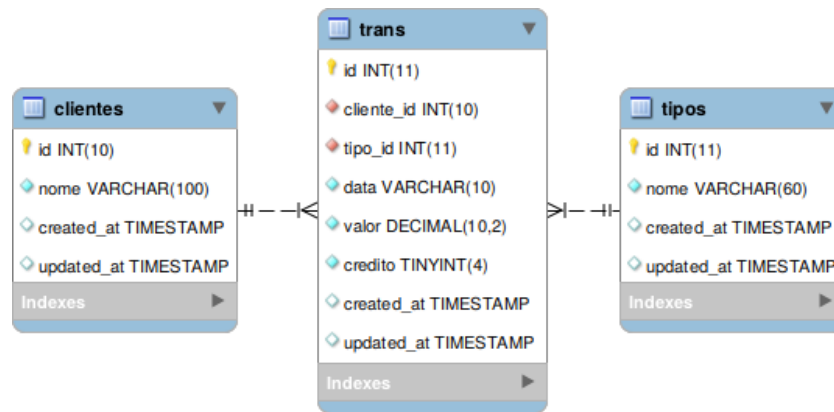 clientes
id INT(10)
nome VARCHAR(100)
created_at TIMESTAMP
updated_at TIMESTAMP
Indexes
trans
id INT(11)
cliente_id INT(10)
tipo_id INT(11)
data VARCHAR(10)
valor DECIMAL(10,2)
credito TINYINT(4)
created_at TIMESTAMP
updated_at TIMESTAMP
Indexes
tipos
id INT(11)
nome VARCHAR(60)
created_at TIMESTAMP
updated_at TIMESTAMP
Indexes